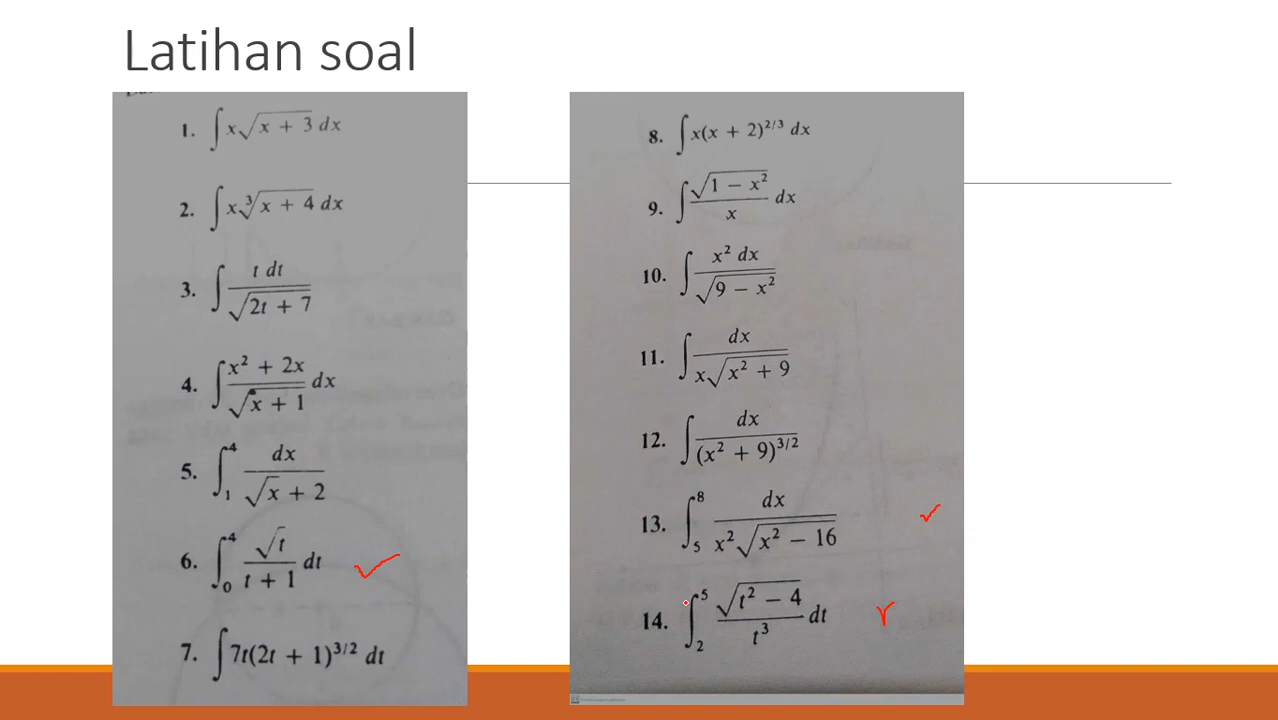 Latihan soal
1. ∫ x√(x + 3) dx
2. ∫ x∛(x + 4) dx
3. ∫ t dt / √(2t + 7)
4. ∫ (x² + 2x) / √(x + 1) dx
5. ∫₁⁴ dx / (√x + 2)
6. ∫₀⁴ √t / (t + 1) dt
7. ∫ 7t(2t + 1)^(3/2) dt
8. ∫ x(x + 2)^(2/3) dx
9. ∫ √(1 − x²) / x dx
10. ∫ x² dx / √(9 − x²)
11. ∫ dx / (x√(x² + 9))
12. ∫ dx / (x² + 9)^(3/2)
13. ∫₅⁸ dx / (x²√(x² − 16))
14. ∫₂⁵ √(t² − 4) / t³ dt